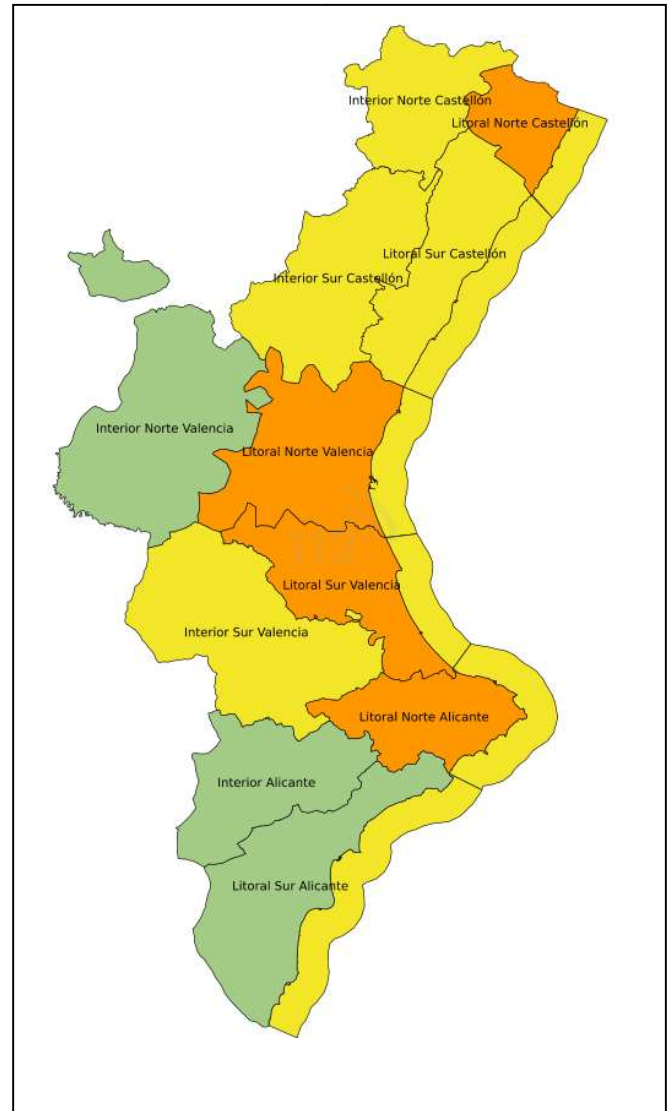 Interior Norte Castellón
Litoral Norte Castellón
Litoral Sur Castellón
Interior Sur Castellón
Interior Norte Valencia
Litoral Norte Valencia
Litoral Sur Valencia
Interior Sur Valencia
Litoral Norte Alicante
Interior Alicante
Litoral Sur Alicante